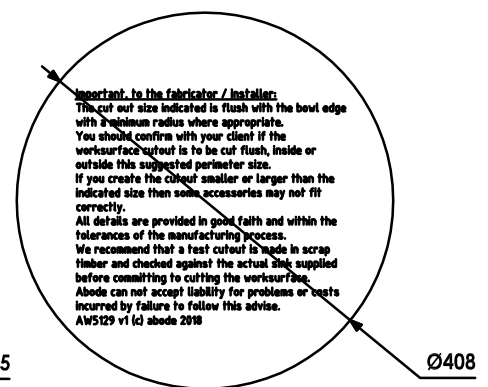 Important, to the fabricator / Installer:
The cut out size indicated is flush with the bowl edge
with a minimum radius where appropriate.
You should confirm with your client if the
worksurface cutout is to be cut flush, inside or
outside this suggested perimeter size.
If you create the cutout smaller or larger than the
indicated size then some accessories may not fit
correctly.
All details are provided in good faith and within the
tolerances of the manufacturing process.
We recommend that a test cutout is made in scrap
timber and checked against the actual sink supplied
before committing to cutting the worksurface.
Abode can not accept liability for problems or costs
incurred by failure to follow this advise.
AW5129 v1 (c) abode 2018
5
Ø408